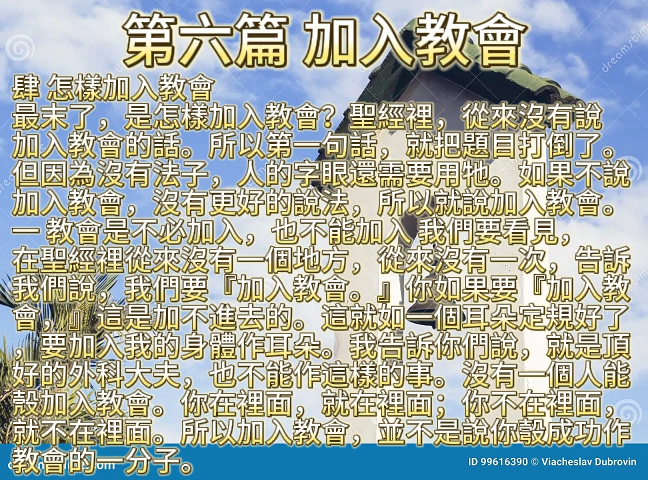 第六篇 加入教會
肆 怎樣加入教會
最末了，是怎樣加入教會？聖經裡，從來沒有說
加入教會的話。所以第一句話，就把題目打倒了。
但因為沒有法子，人的字眼還需要用牠。如果不說
加入教會，沒有更好的說法，所以就說加入教會。
一 教會是不必加入，也不能加入 我們要看見，
在聖經裡從來沒有一個地方，從來沒有一次，告訴
我們說，我們要『加入教會。』你如果要『加入教
會，』這是加不進去的。這就如一個耳朵定規好了
，要加入我的身體作耳朵。我告訴你們說，就是頂
好的外科大夫，也不能作這樣的事。沒有一個人能
彀加入教會。你在裡面，就在裡面；你不在裡面，
就不在裡面。所以加入教會，並不是說你彀成功作
教會的一分子。
ID 99616390 © Viacheslav Dubrovin